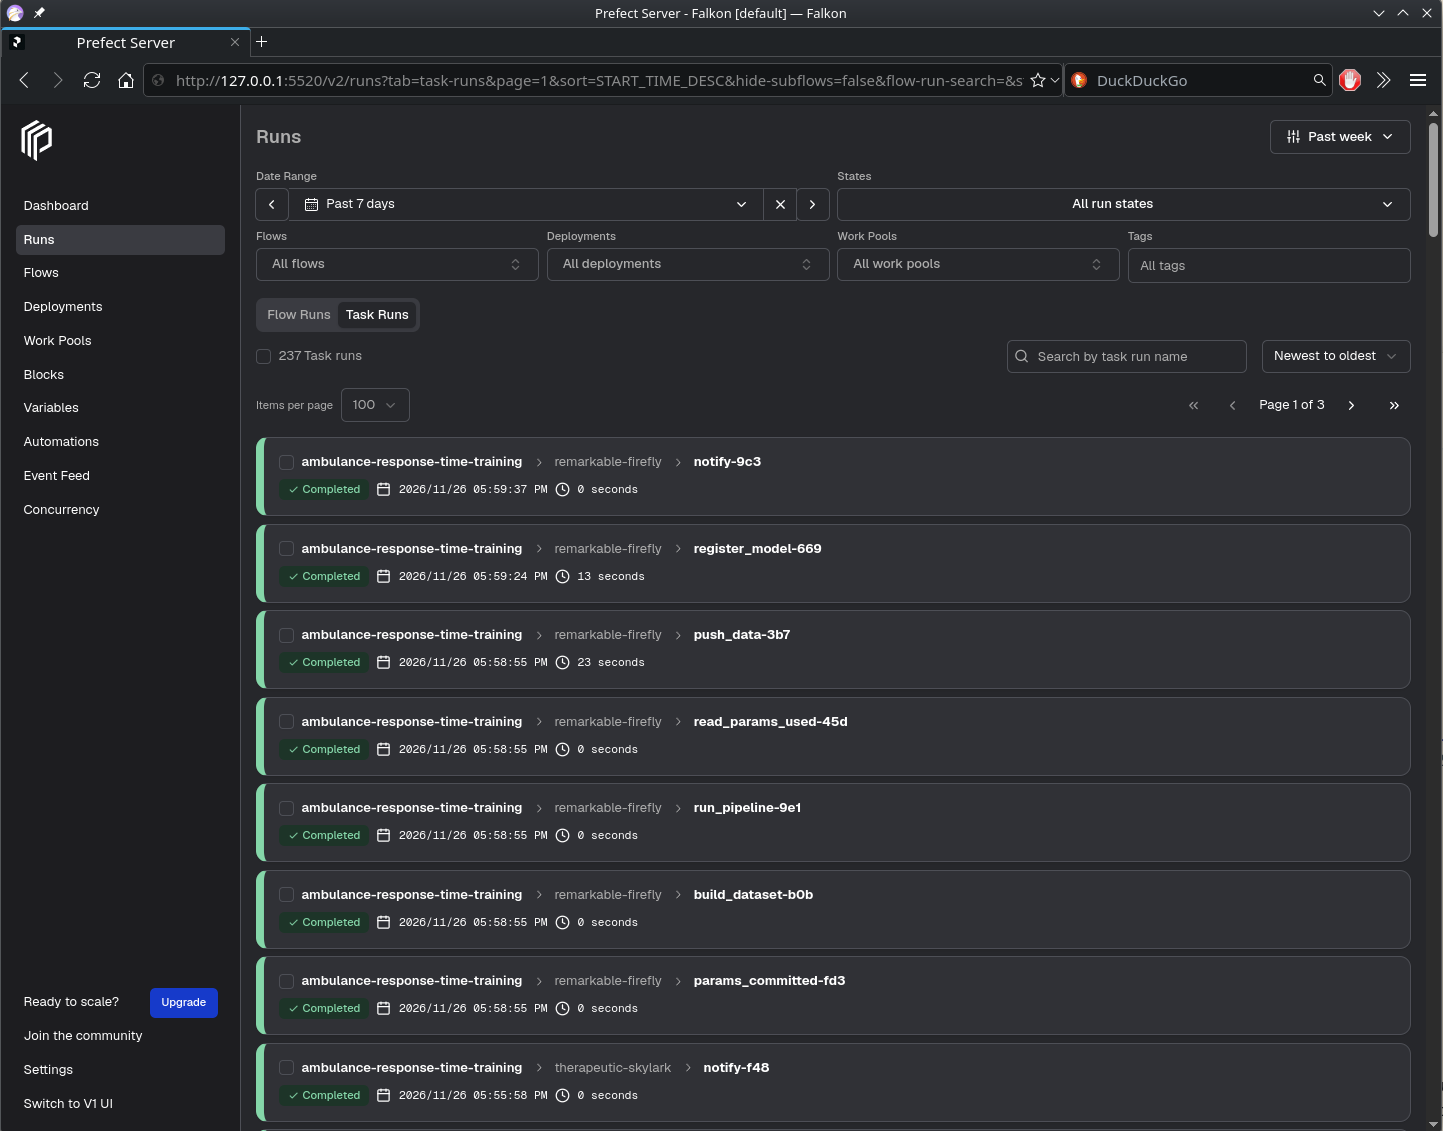 Prefect Server - Falkon [default] — Falkon
Prefect Server
http://127.0.0.1:5520/v2/runs?tab=task-runs&page=1&sort=START_TIME_DESC&hide-subflows=false&flow-run-search=&s
DuckDuckGo
Dashboard
Runs
Flows
Deployments
Work Pools
Blocks
Variables
Automations
Event Feed
Concurrency
Ready to scale?
Upgrade
Join the community
Settings
Switch to V1 UI
Runs
Past week
Date Range
Past 7 days
States
All run states
Flows
All flows
Deployments
All deployments
Work Pools
All work pools
Tags
All tags
Flow Runs
Task Runs
237 Task runs
Search by task run name
Newest to oldest
Items per page
100
Page 1 of 3
ambulance-response-time-training remarkable-firefly notify-9c3
Completed 2026/11/26 05:59:37 PM 0 seconds
ambulance-response-time-training remarkable-firefly register_model-669
Completed 2026/11/26 05:59:24 PM 13 seconds
ambulance-response-time-training remarkable-firefly push_data-3b7
Completed 2026/11/26 05:58:55 PM 23 seconds
ambulance-response-time-training remarkable-firefly read_params_used-45d
Completed 2026/11/26 05:58:55 PM 0 seconds
ambulance-response-time-training remarkable-firefly run_pipeline-9e1
Completed 2026/11/26 05:58:55 PM 0 seconds
ambulance-response-time-training remarkable-firefly build_dataset-b0b
Completed 2026/11/26 05:58:55 PM 0 seconds
ambulance-response-time-training remarkable-firefly params_committed-fd3
Completed 2026/11/26 05:58:55 PM 0 seconds
ambulance-response-time-training therapeutic-skylark notify-f48
Completed 2026/11/26 05:55:58 PM 0 seconds